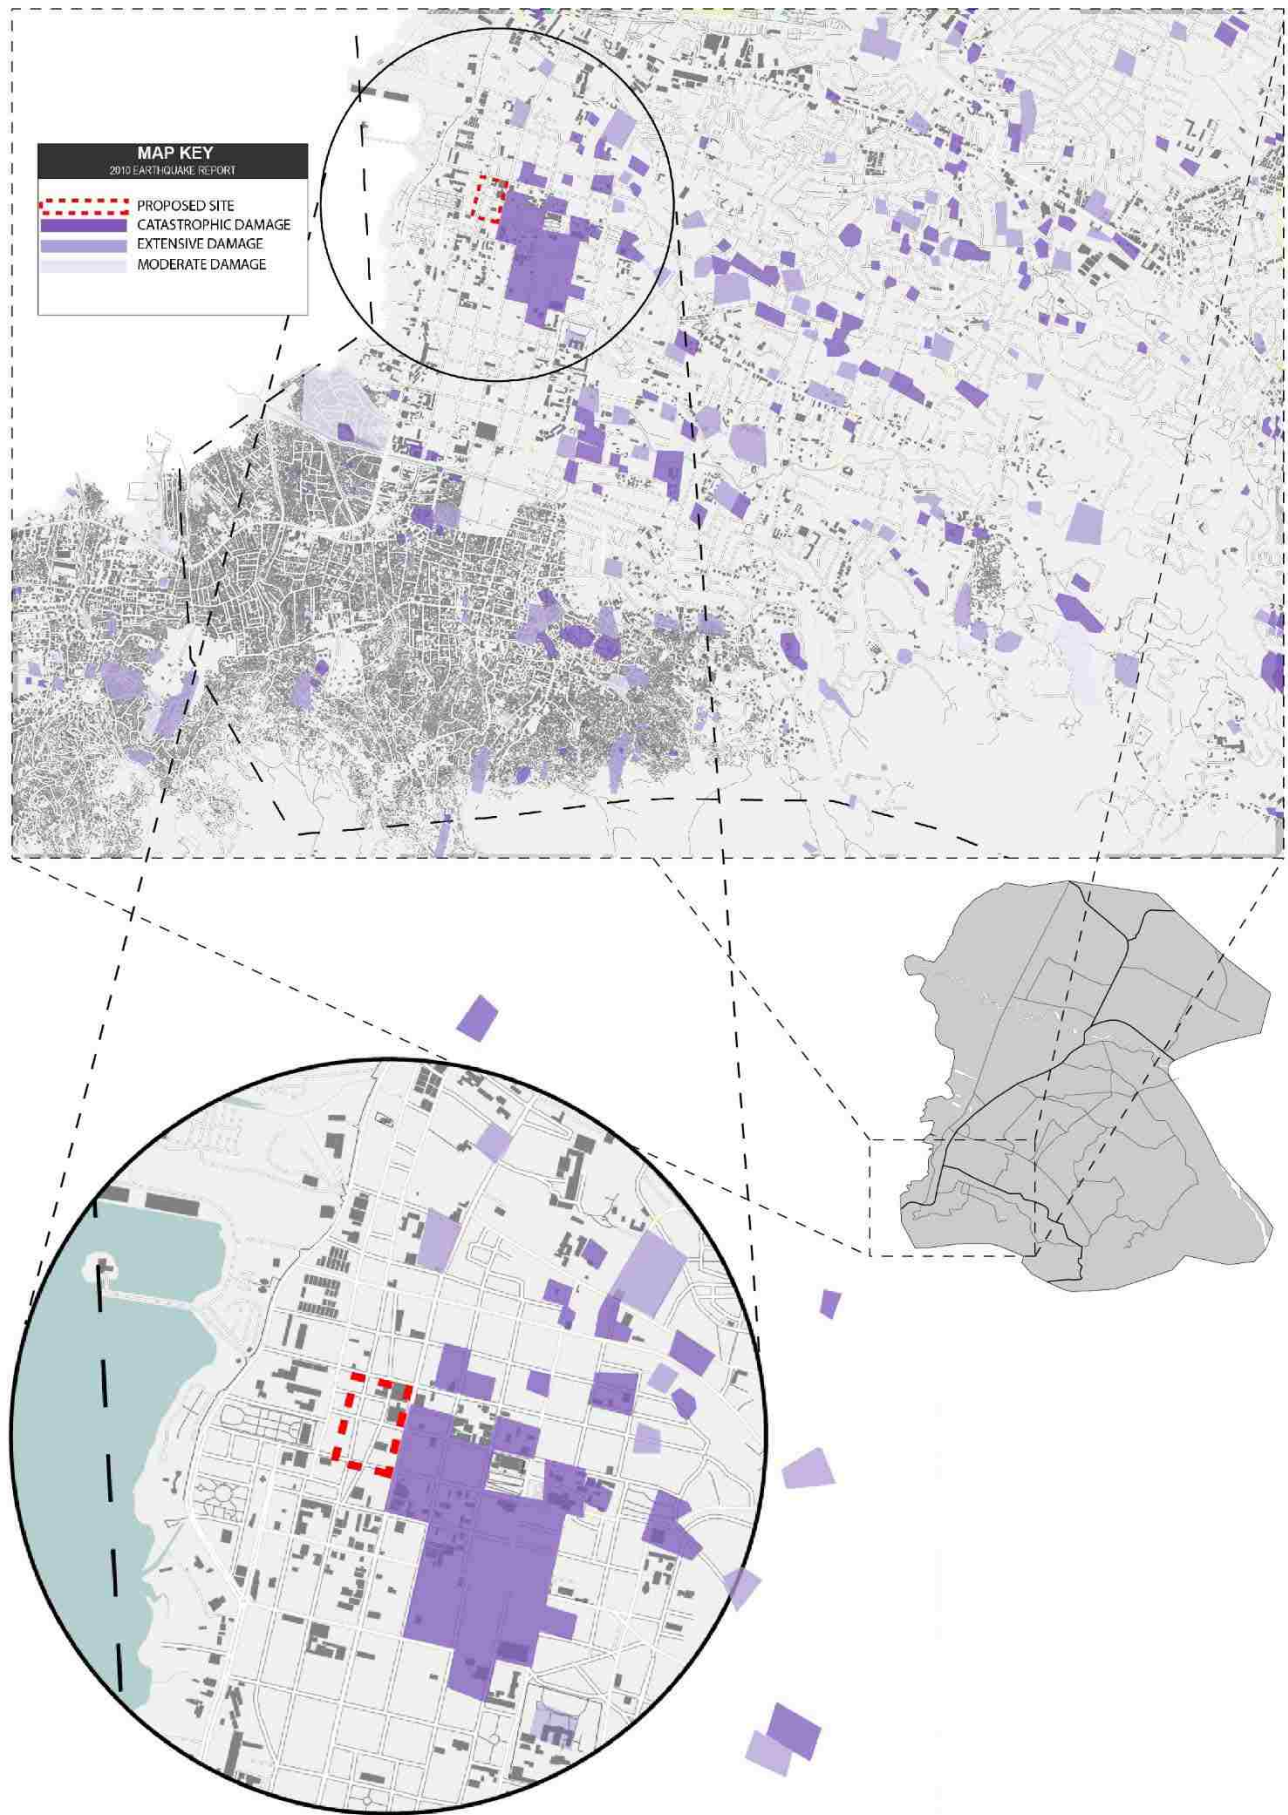 MAP KEY
2010 EARTHQUAKE REPORT
PROPOSED SITE
CATASTROPHIC DAMAGE
EXTENSIVE DAMAGE
MODERATE DAMAGE